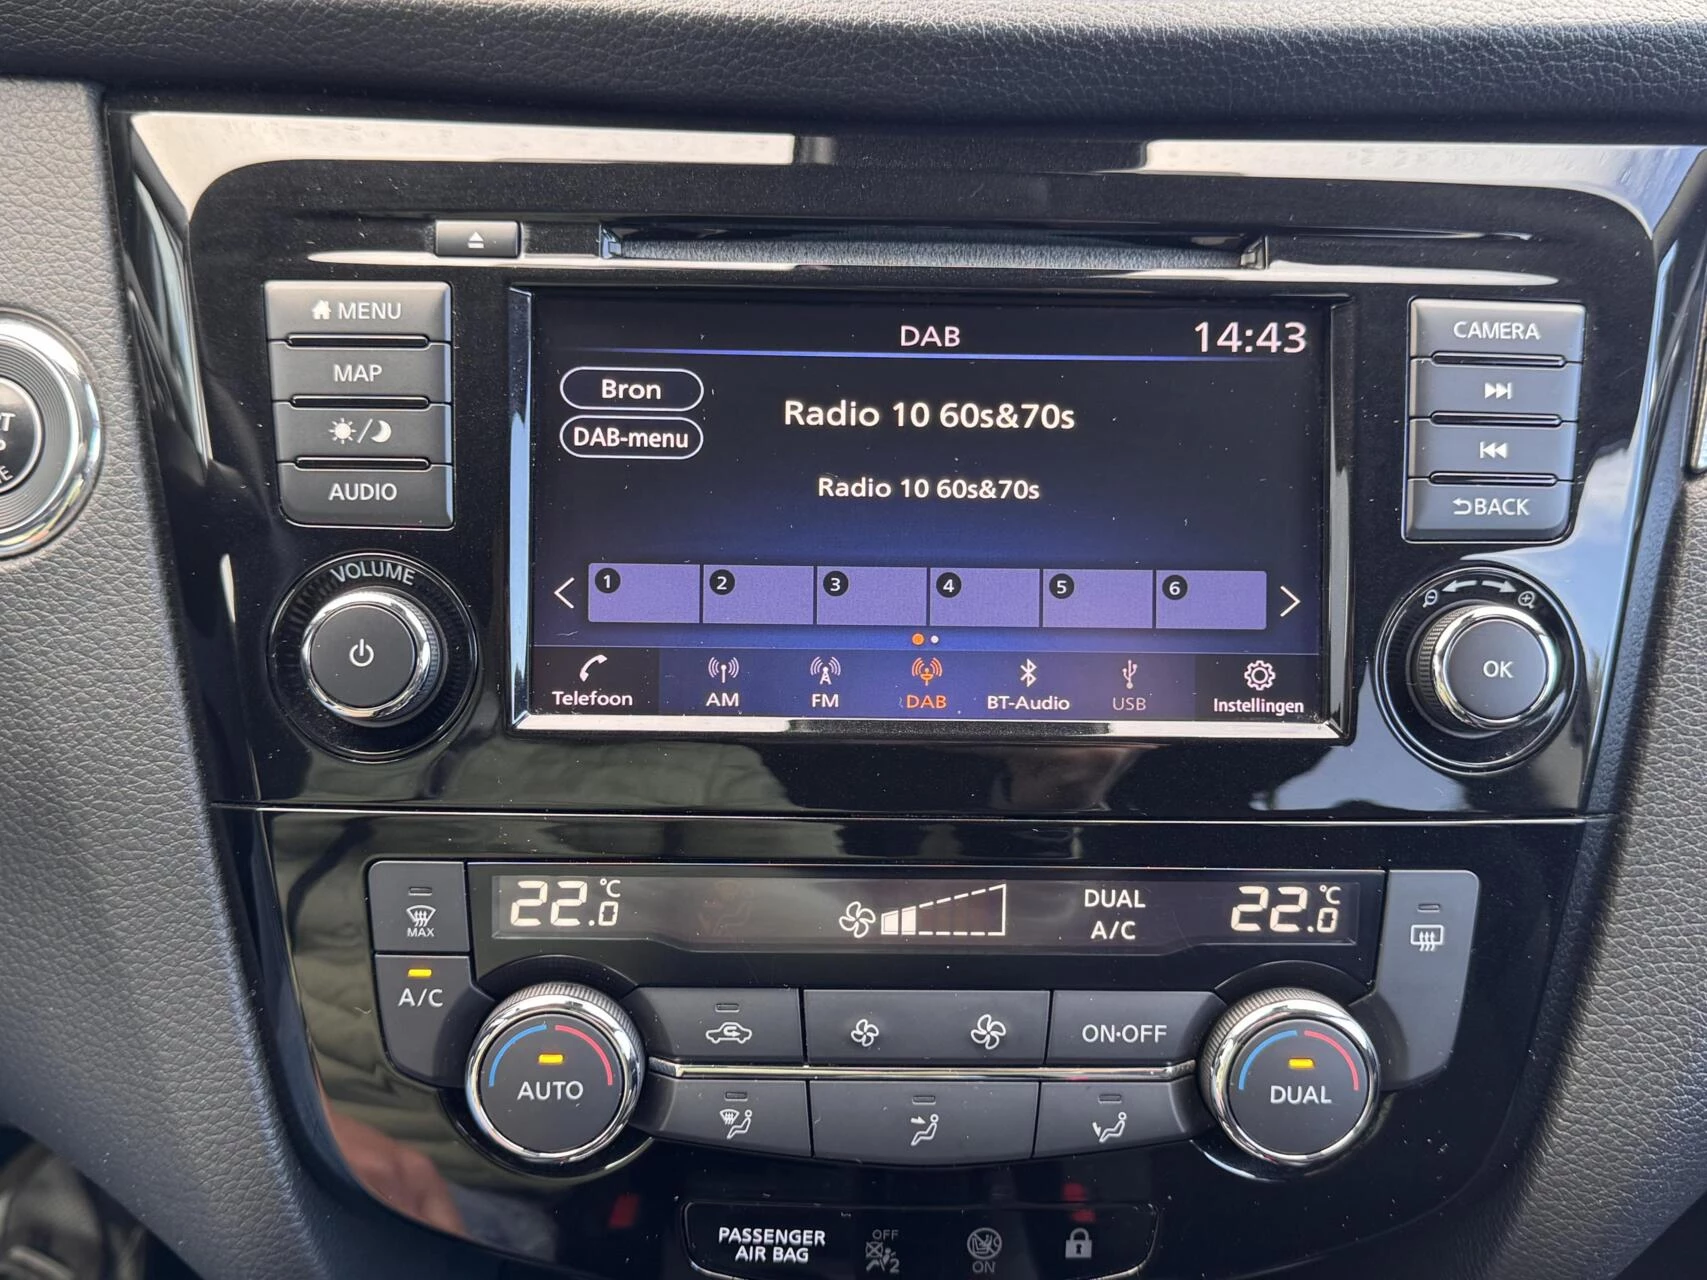 MENU
MAP
AUDIO
VOLUME
DAB
14:43
Bron
Radio 10 60s&70s
DAB-menu
Radio 10 60s&70s
1 2 3 4 5 6
Telefoon AM FM DAB BT-Audio USB Instellingen
CAMERA
BACK
OK
22.0°C
DUAL
A/C
22.0°C
MAX
A/C
AUTO
ON·OFF
DUAL
PASSENGER
AIR BAG
OFF
2
ON